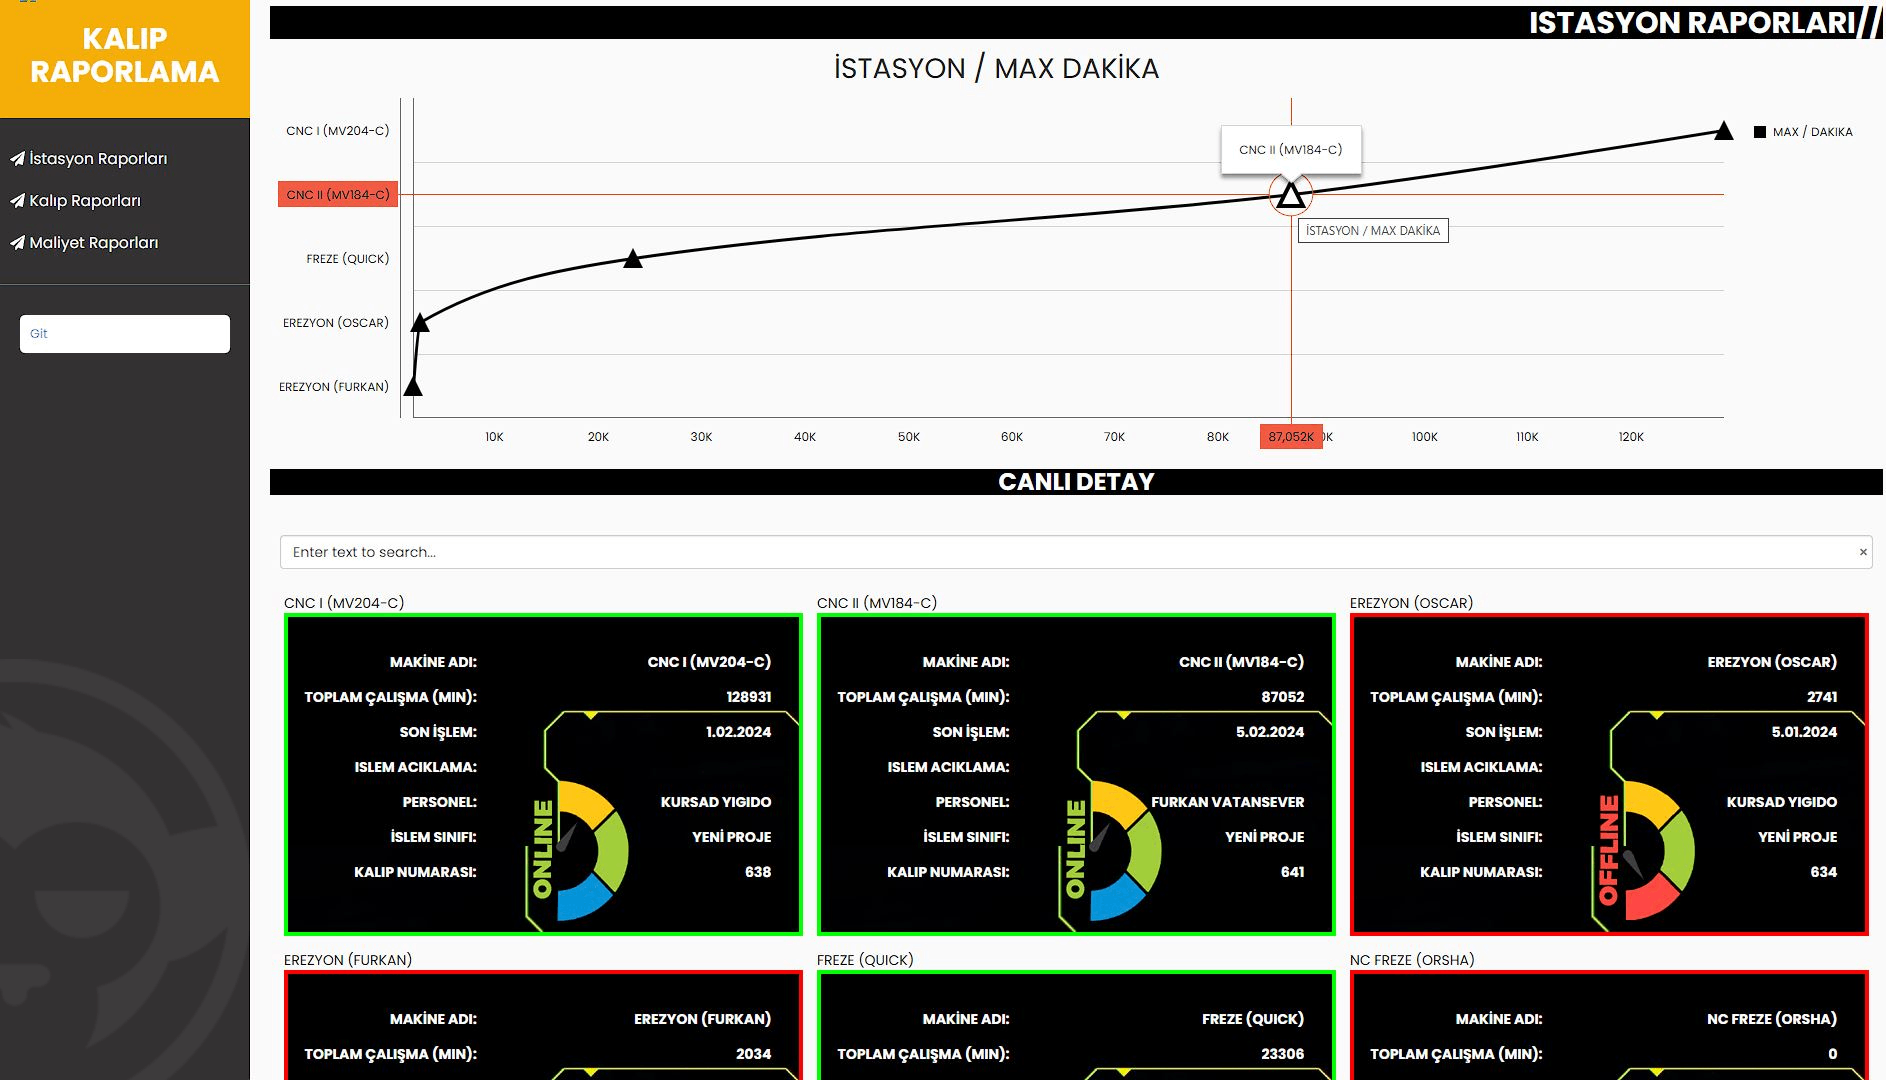 KALIP
RAPORLAMA
İstasyon Raporları
Kalıp Raporları
Maliyet Raporları
Git
ISTASYON RAPORLARI//
İSTASYON / MAX DAKİKA
CNC I (MV204-C)
CNC II (MV184-C)
FREZE (QUICK)
EREZYON (OSCAR)
EREZYON (FURKAN)
CNC II (MV184-C)
İSTASYON / MAX DAKİKA
MAX / DAKIKA
10K 20K 30K 40K 50K 60K 70K 80K 87,052K 0K 100K 110K 120K
CANLI DETAY
Enter text to search... ×
CNC I (MV204-C)
MAKİNE ADI: CNC I (MV204-C)
TOPLAM ÇALIŞMA (MIN): 128931
SON İŞLEM: 1.02.2024
ISLEM ACIKLAMA:
PERSONEL: KURSAD YIGIDO
İSLEM SINIFI: YENİ PROJE
KALIP NUMARASI: 638
ONLINE
CNC II (MV184-C)
MAKİNE ADI: CNC II (MV184-C)
TOPLAM ÇALIŞMA (MIN): 87052
SON İŞLEM: 5.02.2024
ISLEM ACIKLAMA:
PERSONEL: FURKAN VATANSEVER
İSLEM SINIFI: YENİ PROJE
KALIP NUMARASI: 641
ONLINE
EREZYON (OSCAR)
MAKİNE ADI: EREZYON (OSCAR)
TOPLAM ÇALIŞMA (MIN): 2741
SON İŞLEM: 5.01.2024
ISLEM ACIKLAMA:
PERSONEL: KURSAD YIGIDO
İSLEM SINIFI: YENİ PROJE
KALIP NUMARASI: 634
OFFLINE
EREZYON (FURKAN)
MAKİNE ADI: EREZYON (FURKAN)
TOPLAM ÇALIŞMA (MIN): 2034
FREZE (QUICK)
MAKİNE ADI: FREZE (QUICK)
TOPLAM ÇALIŞMA (MIN): 23306
NC FREZE (ORSHA)
MAKİNE ADI: NC FREZE (ORSHA)
TOPLAM ÇALIŞMA (MIN): 0